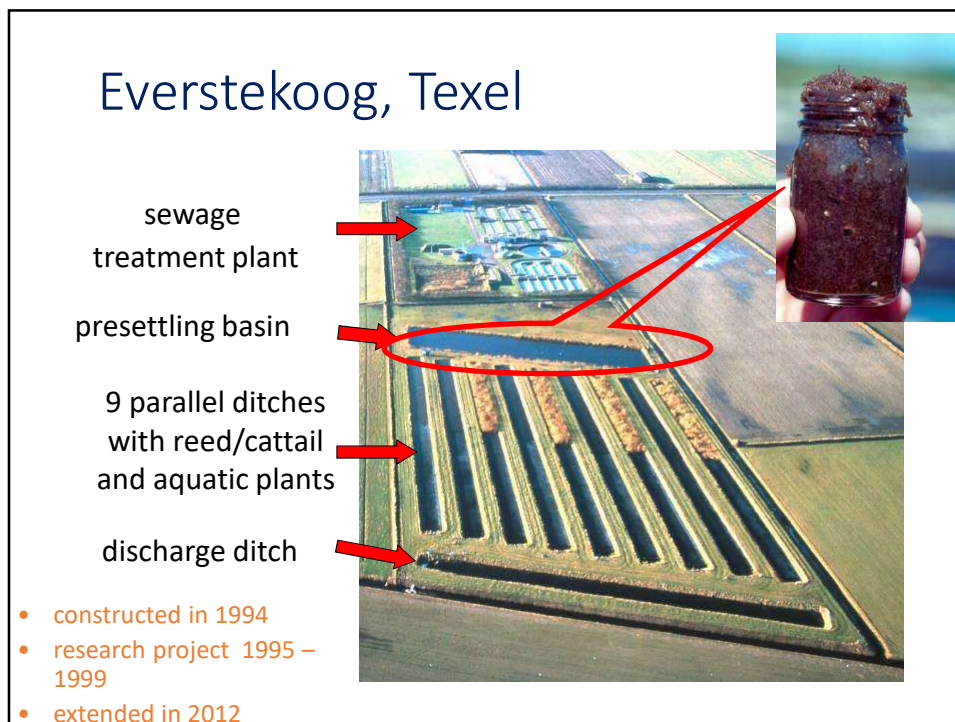 Everstekoog, Texel
sewage
treatment plant
presettling basin
9 parallel ditches
with reed/cattail
and aquatic plants
discharge ditch
• constructed in 1994
• research project 1995 –
1999
• extended in 2012